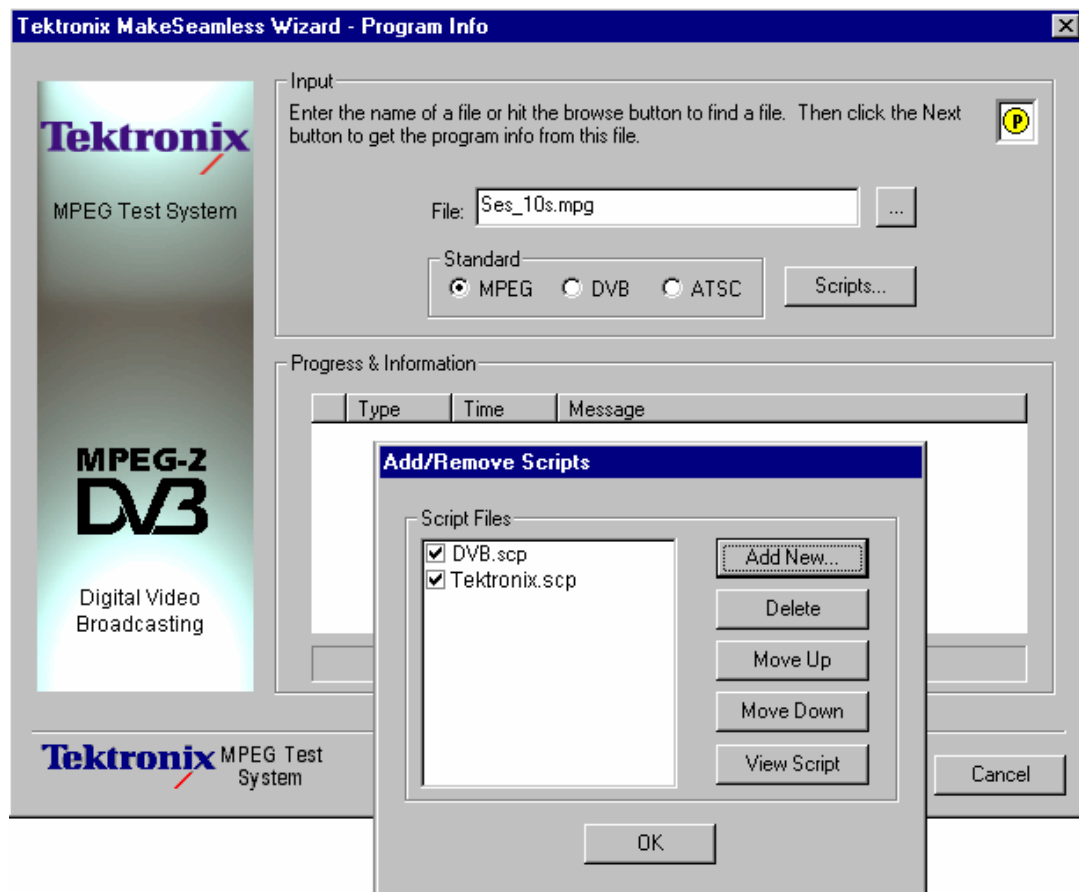 Tektronix MakeSeamless Wizard - Program Info
Tektronix
MPEG Test System
MPEG-2
DVB
Digital Video
Broadcasting
Input
Enter the name of a file or hit the browse button to find a file. Then click the Next
button to get the program info from this file.
P
File: Ses_10s.mpg ...
Standard
MPEG DVB ATSC
Scripts...
Progress & Information
Type Time Message
Add/Remove Scripts
Script Files
DVB.scp
Tektronix.scp
Add New...
Delete
Move Up
Move Down
View Script
OK
Tektronix MPEG Test
System
Cancel